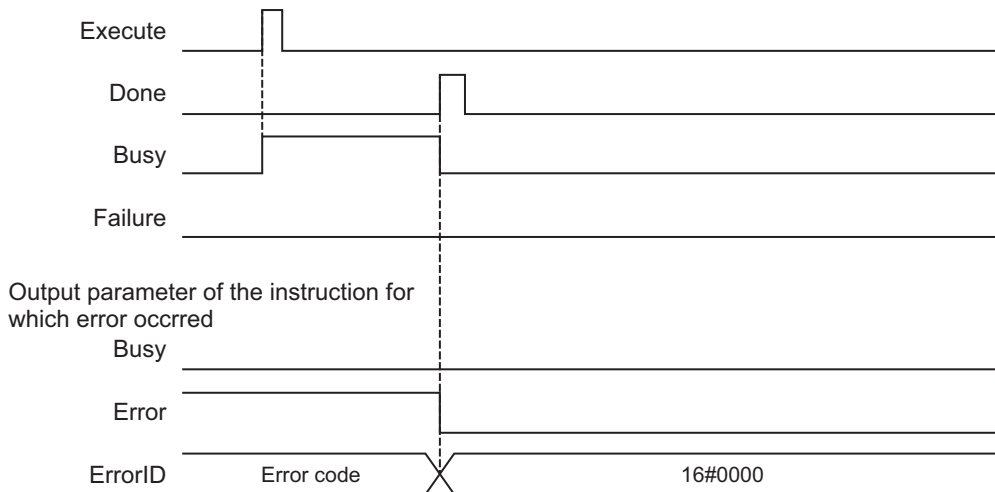 Execute
Done
Busy
Failure
Output parameter of the instruction for
which error occrred
Busy
Error
ErrorID Error code 16#0000